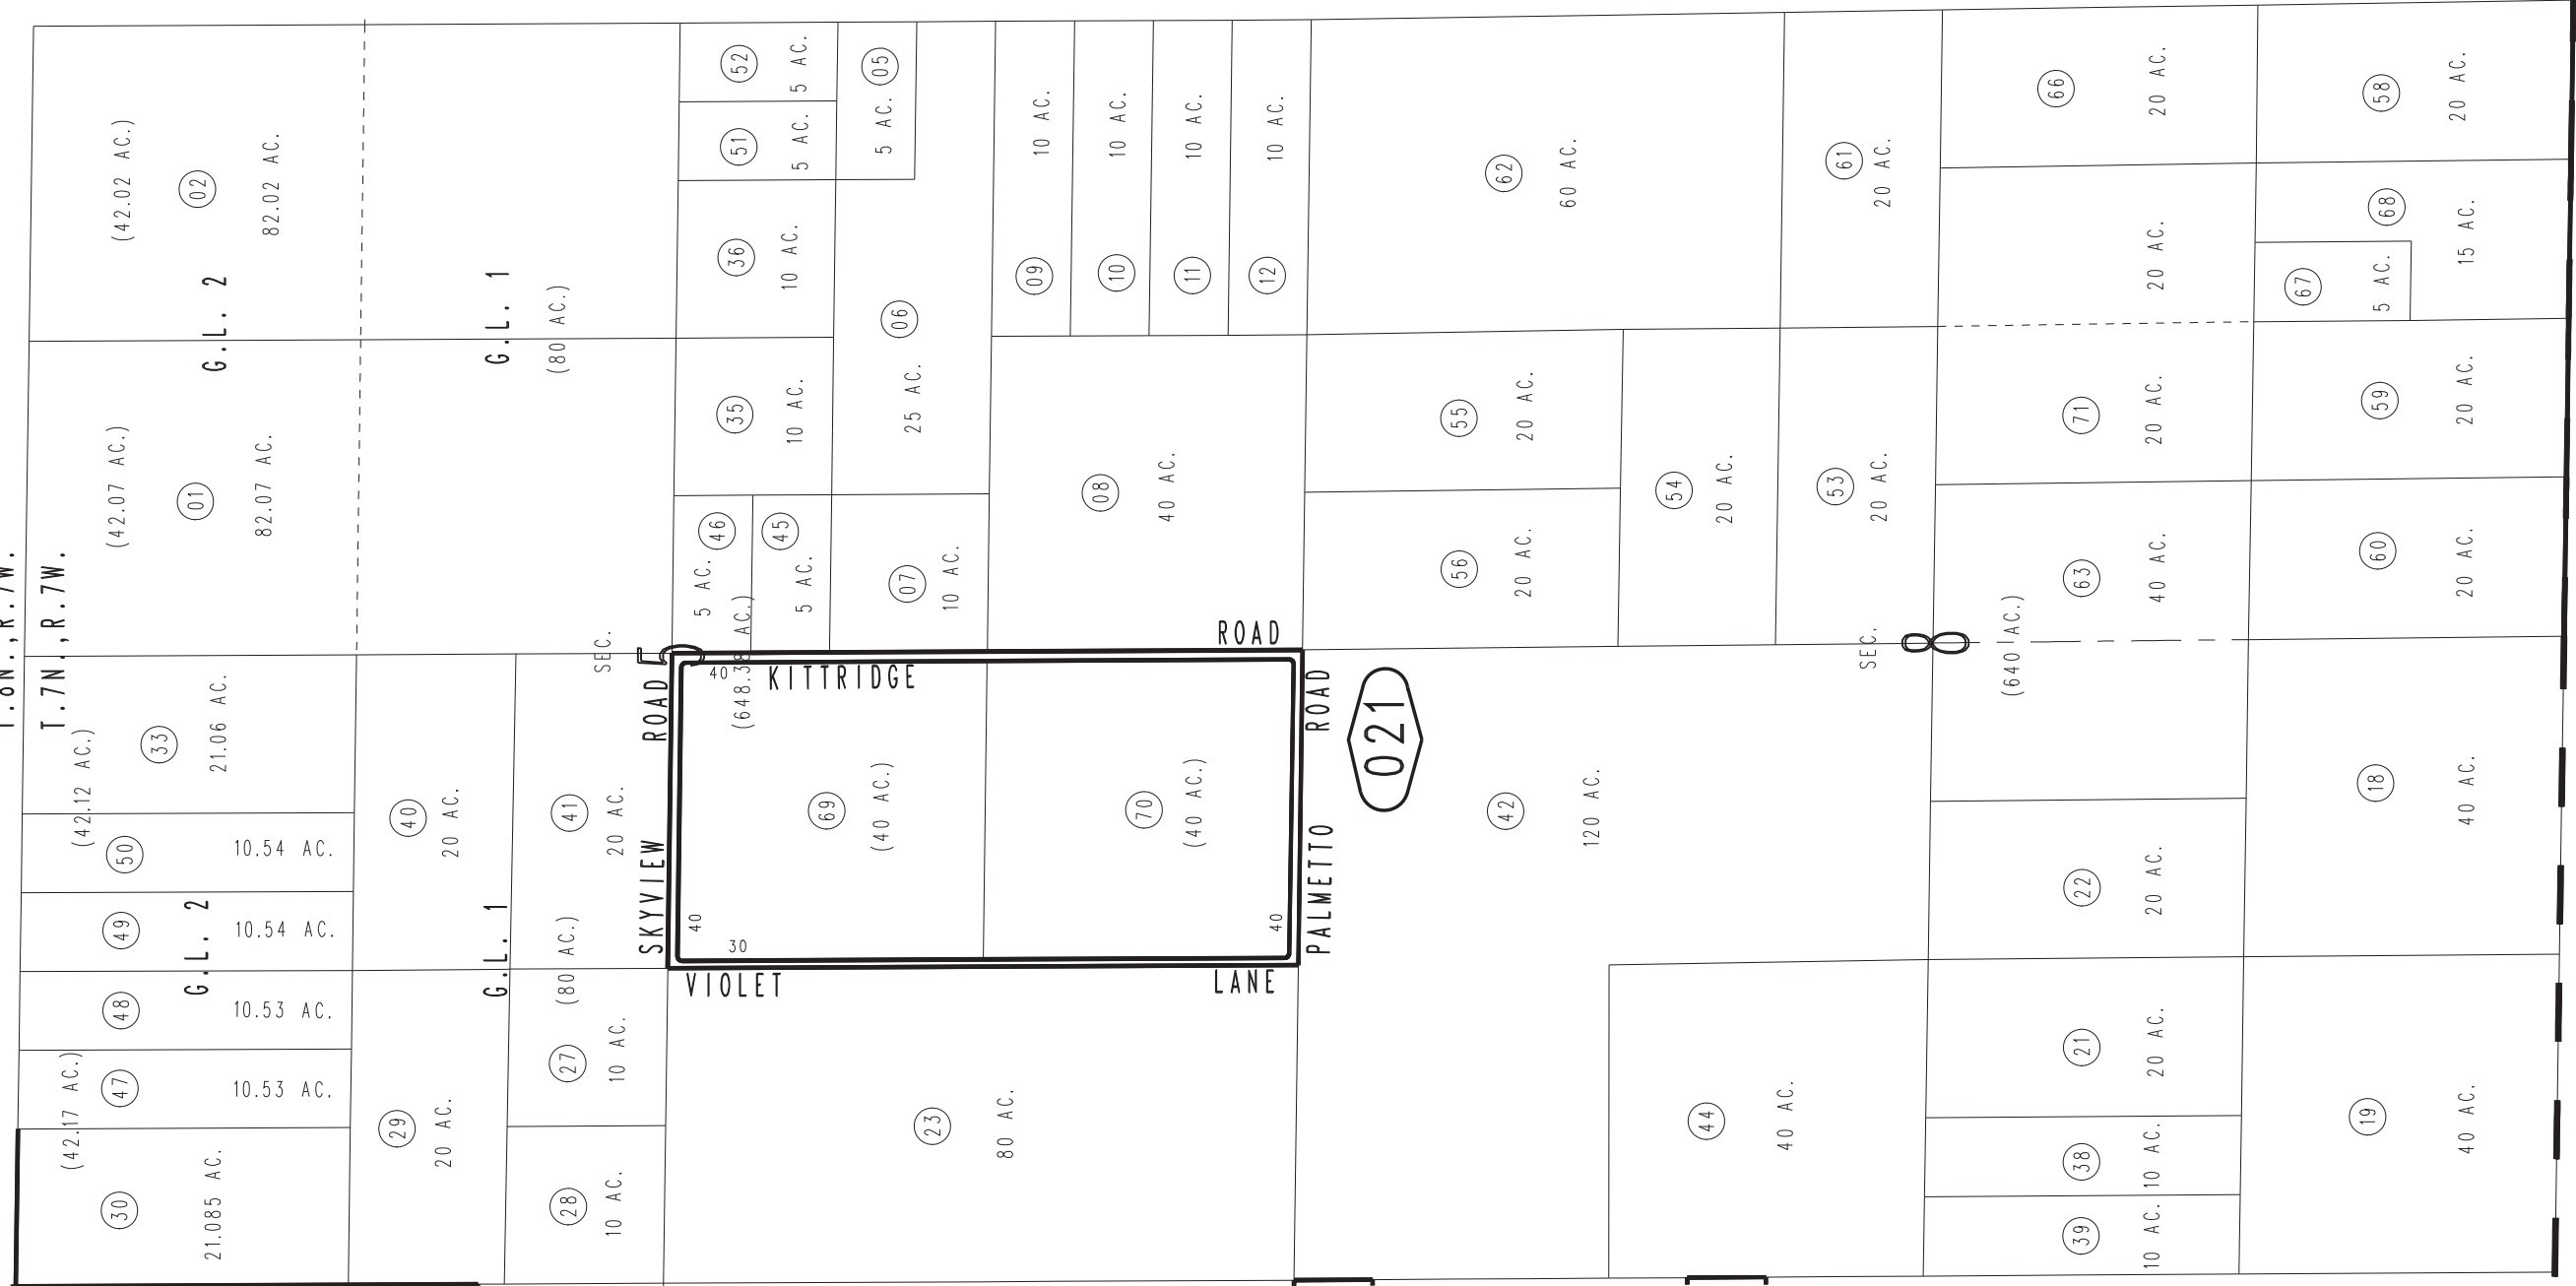 T.7N.,R.7W.
(42.02 AC.)
02
82.02 AC.
G.L. 2
(42.07 AC.)
01
82.07 AC.
G.L. 1
(80 AC.)
52
5 AC.
51
5 AC.
05
5 AC.
36
10 AC.
35
10 AC.
06
25 AC.
46
5 AC.
45
5 AC.
07
10 AC.
09
10 AC.
10
10 AC.
11
10 AC.
12
10 AC.
08
40 AC.
62
60 AC.
61
20 AC.
55
20 AC.
56
20 AC.
54
20 AC.
53
20 AC.
66
20 AC.
20 AC.
71
20 AC.
63
40 AC.
58
20 AC.
68
15 AC.
67
5 AC.
59
20 AC.
60
20 AC.
SEC.
(648.38 AC.)
SEC. 8
(640 AC.)
KITTRIDGE ROAD
SKYVIEW ROAD
PALMETTO ROAD
VIOLET LANE
40
40
30
40
69
(40 AC.)
70
(40 AC.)
021
(42.12 AC.)
33
21.06 AC.
50
10.54 AC.
49
10.54 AC.
G.L. 2
48
10.53 AC.
47
10.53 AC.
(42.17 AC.)
30
21.085 AC.
40
20 AC.
41
20 AC.
G.L. 1
(80 AC.)
29
20 AC.
27
10 AC.
28
10 AC.
23
80 AC.
42
120 AC.
44
40 AC.
22
20 AC.
21
20 AC.
38
10 AC.
39
10 AC.
18
40 AC.
19
40 AC.